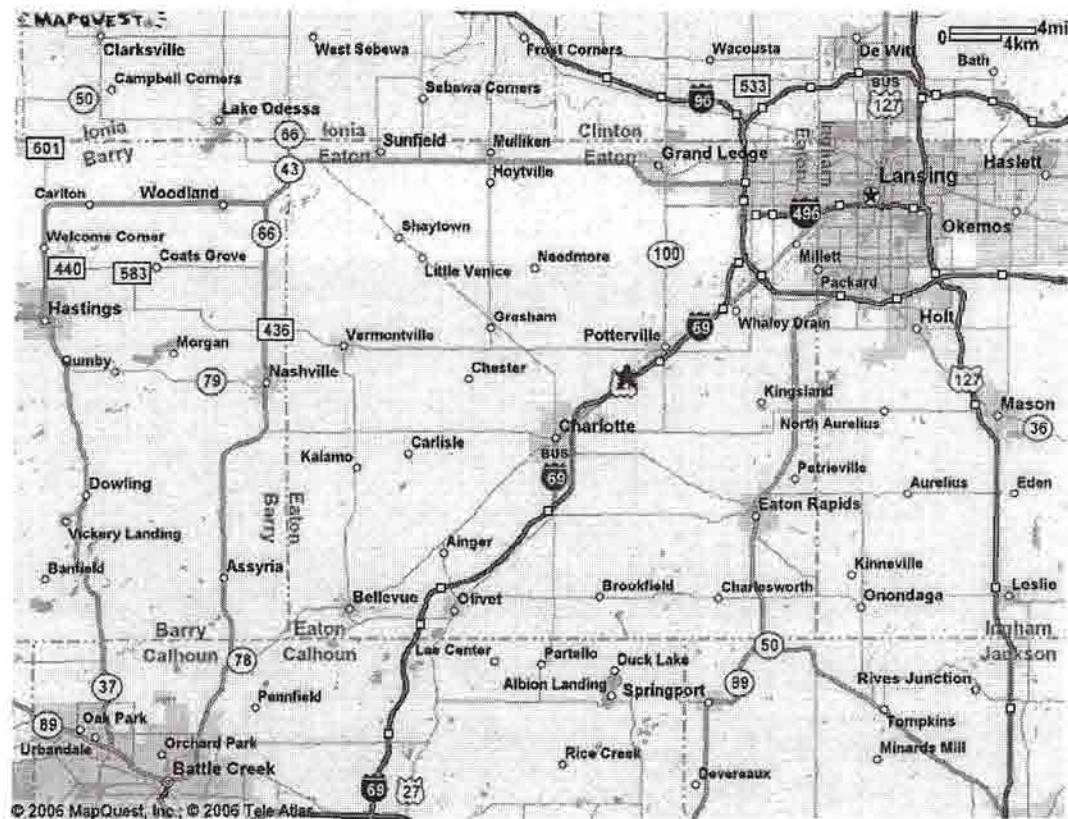 MAPQUEST
Clarksville
West Sebewa
Frost Corners
Wacousta
De Witt
0 4mi
4km
Bath
Campbell Corners
50
Sebewa Corners
96
533
BUS
127
Lake Odessa
66
Ionia
Ionia
Clinton
Ingham
Eaton
601
Barry
Eaton
Sunfield
Mulliken
Eaton
Grand Ledge
Haslett
43
Hoytville
Lansing
Carlton
Woodland
496
66
Shaytown
Okemos
Welcome Corner
440
583
Coats Grove
Little Venice
Needmore
100
Millett
Packard
Hastings
436
Gresham
69
Whaley Drain
Holt
Vermontville
Potterville
Morgan
Quimby
79
Nashville
Chester
127
Kingsland
Mason
North Aurelius
36
Charlotte
Carlisle
Kalamo
BUS
69
Petrieville
Dowling
Barry
Eaton
Aurelius
Eden
Eaton Rapids
Vickery Landing
Ainger
Banfield
Assyria
Kinneville
Bellevue
Olivet
Brookfield
Charlesworth
Onondaga
Leslie
Barry
Eaton
Ingham
Calhoun
78
Calhoun
50
Jackson
Lee Center
Partello
Duck Lake
37
Pennfield
Albion Landing
Springport
99
Rives Junction
89
Oak Park
Tompkins
Urbandale
Orchard Park
Rice Creek
Minards Mill
Battle Creek
Devereaux
69
27
© 2006 MapQuest, Inc.; © 2006 Tele Atlas